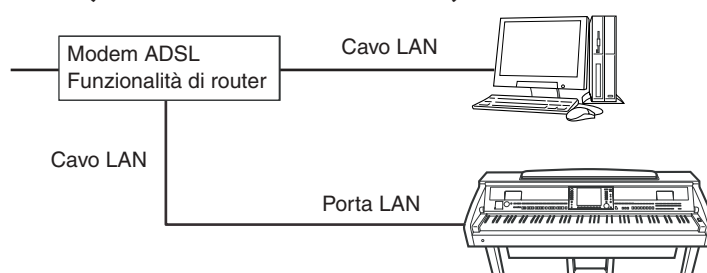 Modem ADSL
Funzionalità di router
Cavo LAN
Cavo LAN
Porta LAN